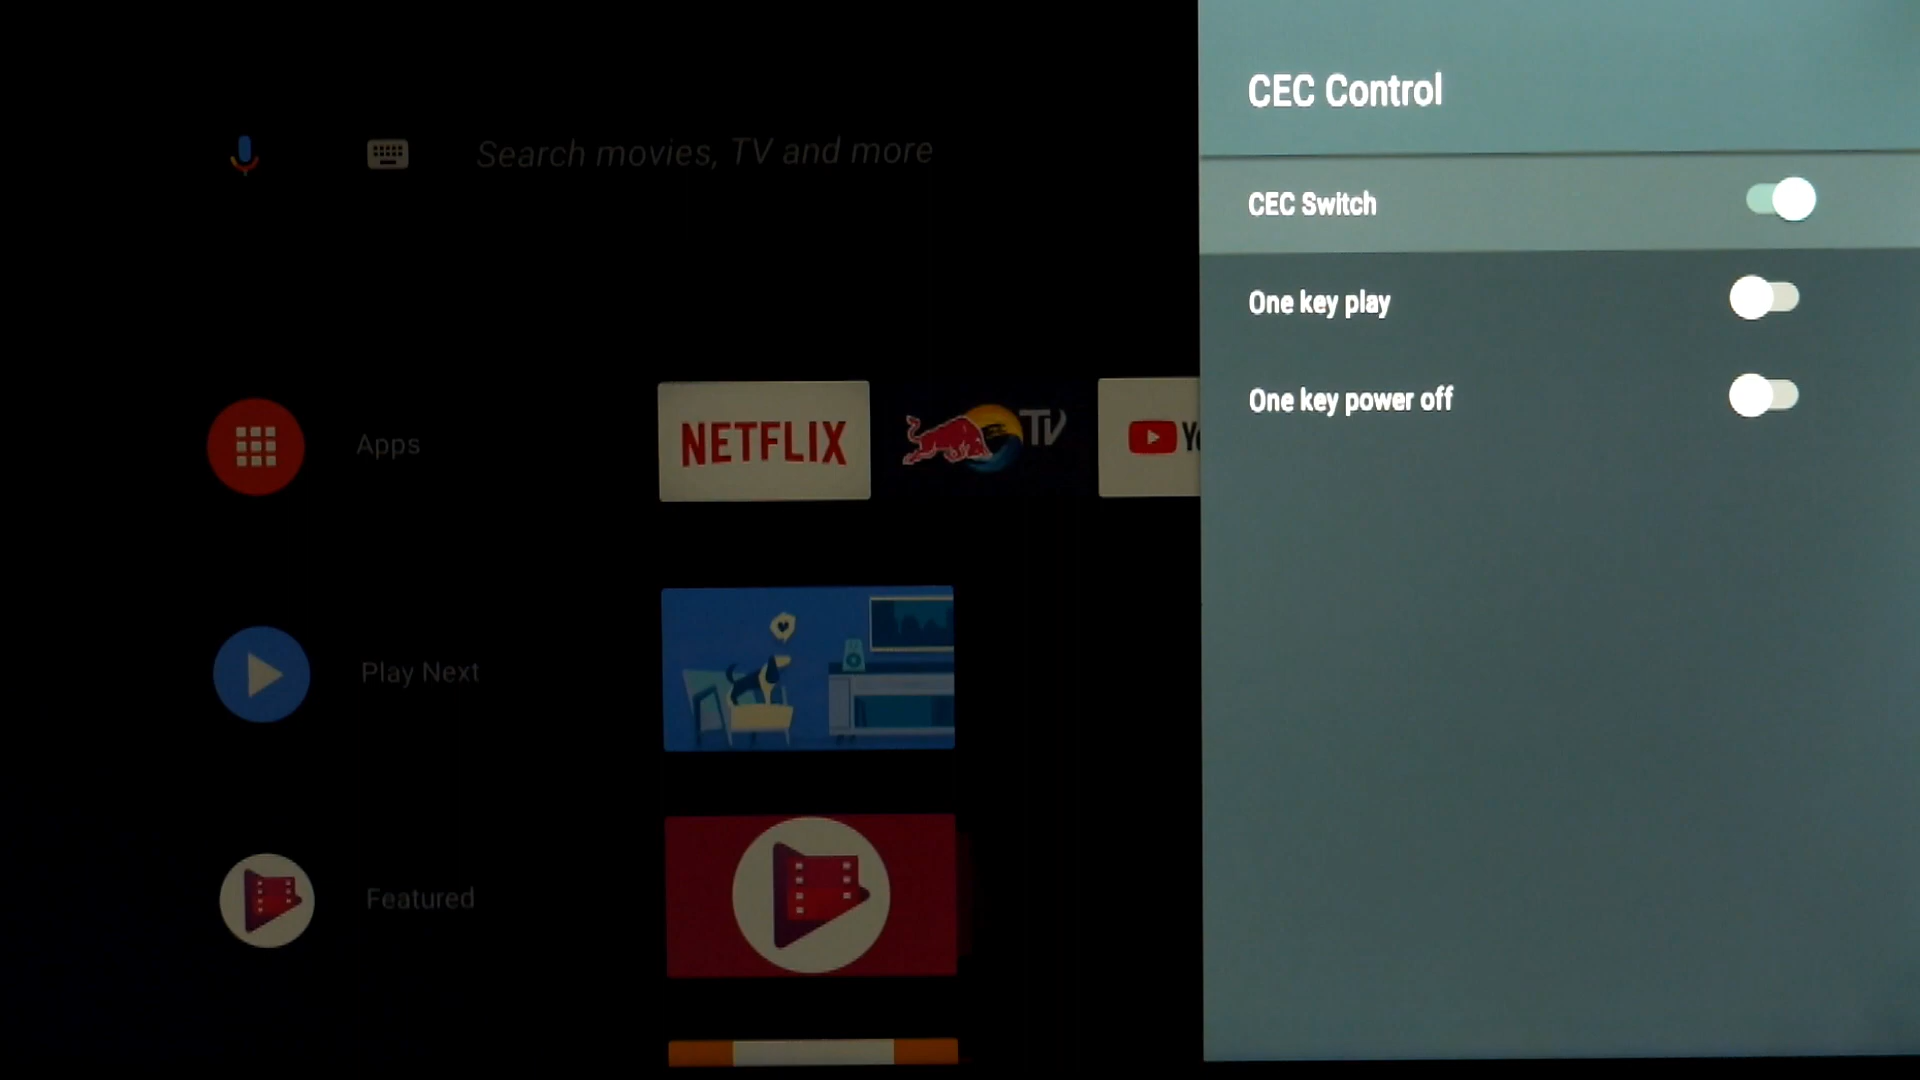 Search movies, TV and more
CEC Control
CEC Switch
One key play
One key power off
Apps
NETFLIX
TV
Play Next
Featured